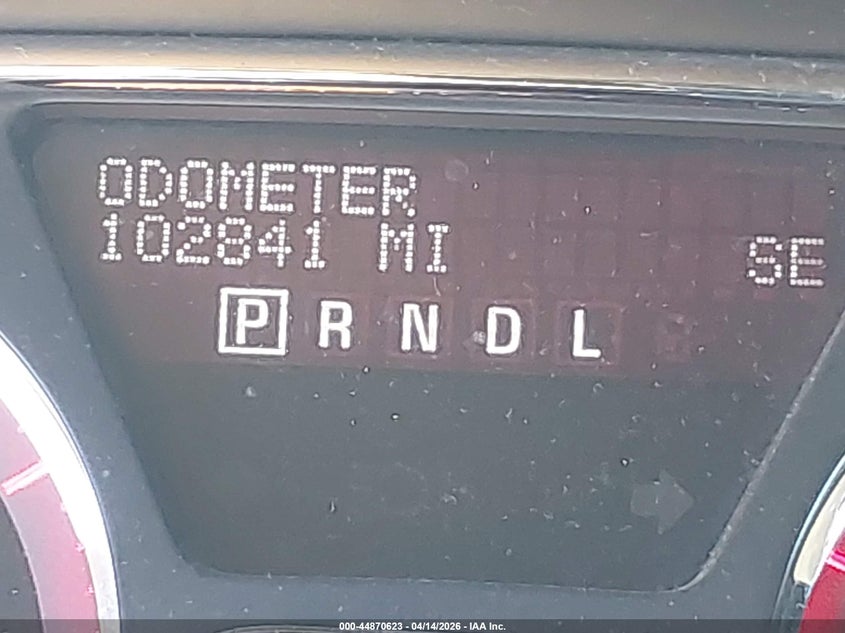 ODOMETER
102841 MI SE
P R N D L
000-44870623 - 04/14/2026 - IAA Inc.